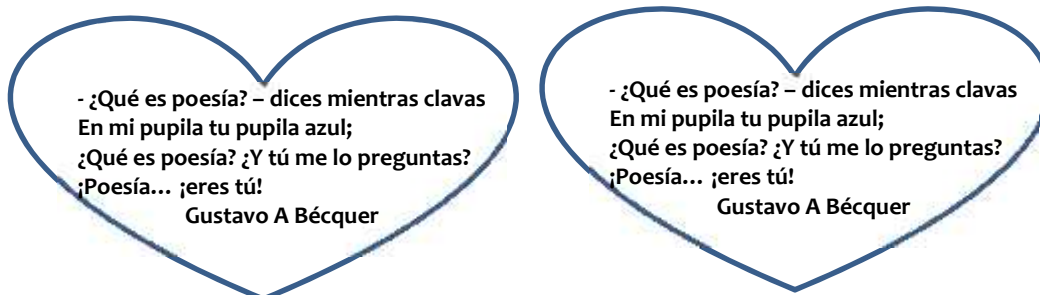 - ¿Qué es poesía? – dices mientras clavas
En mi pupila tu pupila azul;
¿Qué es poesía? ¿Y tú me lo preguntas?
¡Poesía… ¡eres tú!
Gustavo A Bécquer
- ¿Qué es poesía? – dices mientras clavas
En mi pupila tu pupila azul;
¿Qué es poesía? ¿Y tú me lo preguntas?
¡Poesía… ¡eres tú!
Gustavo A Bécquer